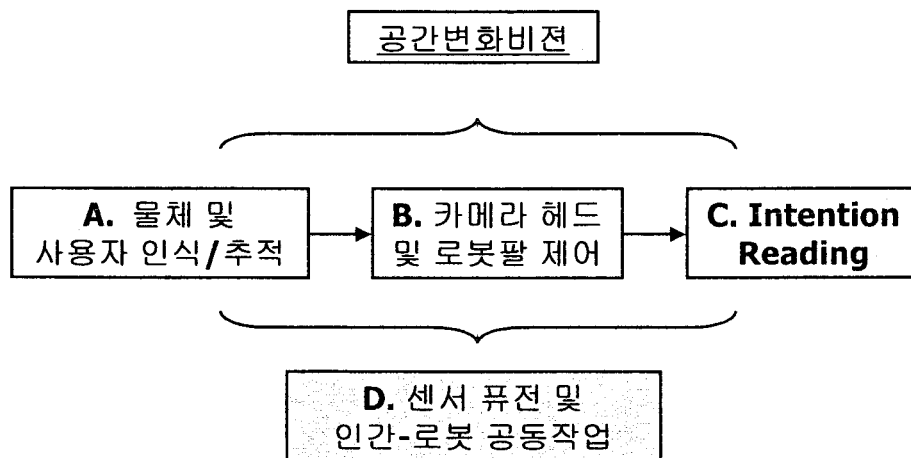 공간변화비젼
A. 물체 및
사용자 인식/추적
B. 카메라 헤드
및 로봇팔 제어
C. Intention
Reading
D. 센서 퓨전 및
인간-로봇 공동작업